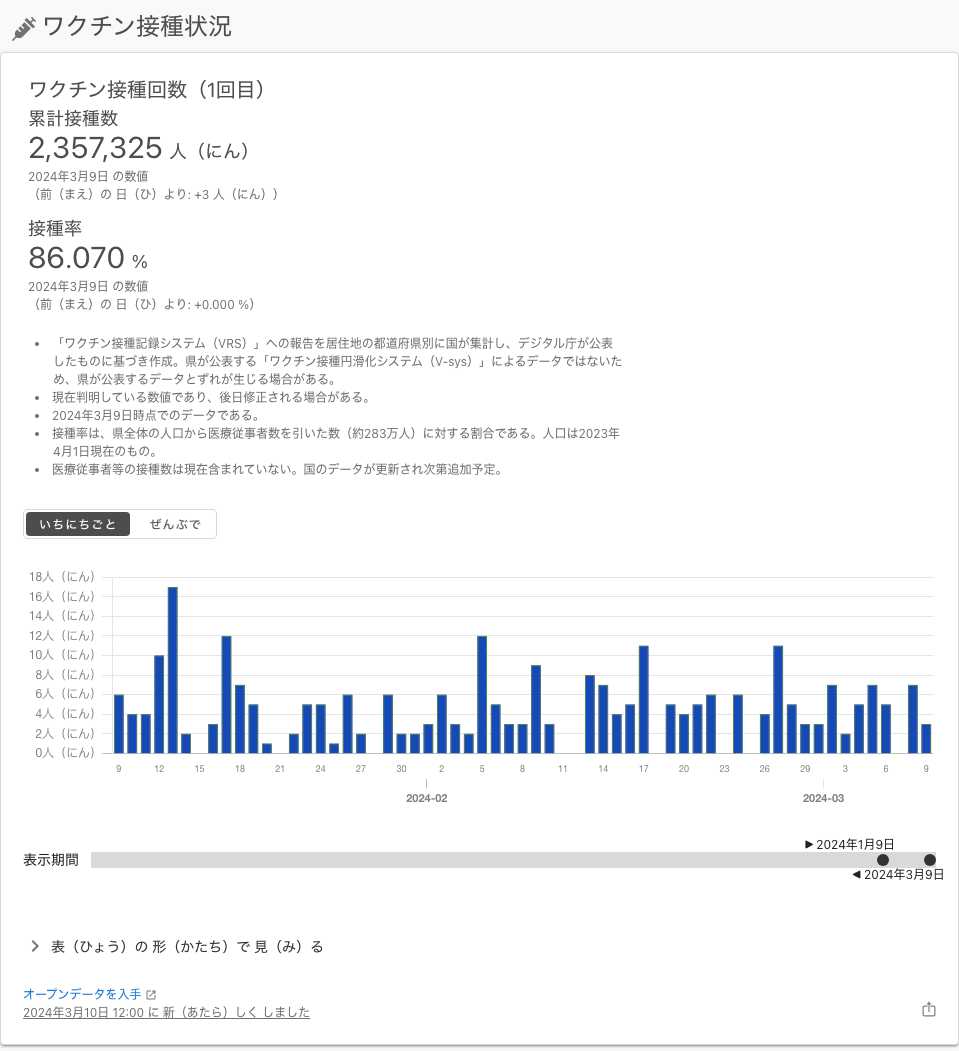 ワクチン接種状況
ワクチン接種回数（1回目）
累計接種数
2,357,325 人（にん）
2024年3月9日 の数値
（前（まえ）の 日（ひ）より: +3 人（にん））
接種率
86.070 %
2024年3月9日 の数値
（前（まえ）の 日（ひ）より: +0.000 %）
• 「ワクチン接種記録システム（VRS）」への報告を居住地の都道府県別に国が集計し、デジタル庁が公表
したものに基づき作成。県が公表する「ワクチン接種円滑化システム（V-sys）」によるデータではないた
め、県が公表するデータとずれが生じる場合がある。
• 現在判明している数値であり、後日修正される場合がある。
• 2024年3月9日時点でのデータである。
• 接種率は、県全体の人口から医療従事者数を引いた数（約283万人）に対する割合である。人口は2023年
4月1日現在のもの。
• 医療従事者等の接種数は現在含まれていない。国のデータが更新され次第追加予定。
いちにちごと ぜんぶで
18人（にん）
16人（にん）
14人（にん）
12人（にん）
10人（にん）
8人（にん）
6人（にん）
4人（にん）
2人（にん）
0人（にん）
9 12 15 18 21 24 27 30 2 5 8 11 14 17 20 23 26 29 3 6 9
2024-02 2024-03
▶ 2024年1月9日
表示期間
◀ 2024年3月9日
表（ひょう）の 形（かたち）で 見（み）る
オープンデータを入手
2024年3月10日 12:00 に 新（あたら）しく しました